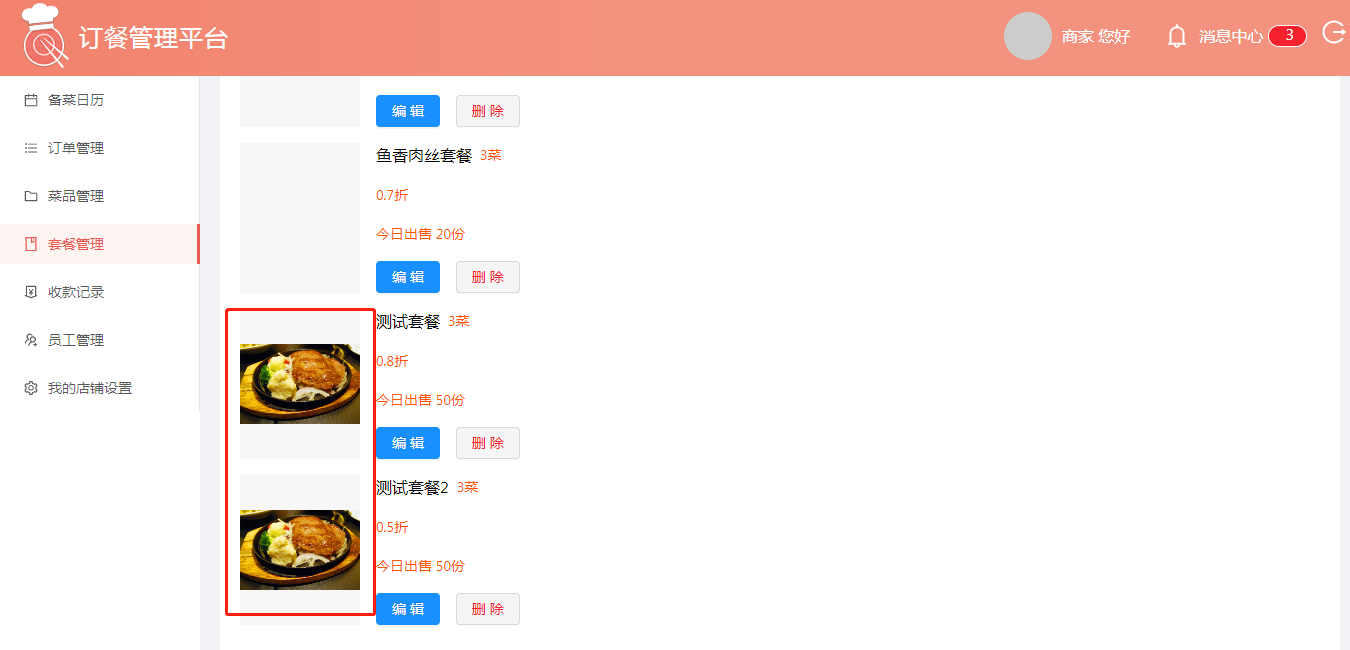 订餐管理平台
商家 您好
消息中心 3
备菜日历
订单管理
菜品管理
套餐管理
收款记录
员工管理
我的店铺设置
编 辑 删 除
鱼香肉丝套餐 3菜
0.7折
今日出售 20份
编 辑 删 除
测试套餐 3菜
0.8折
今日出售 50份
编 辑 删 除
测试套餐2 3菜
0.5折
今日出售 50份
编 辑 删 除